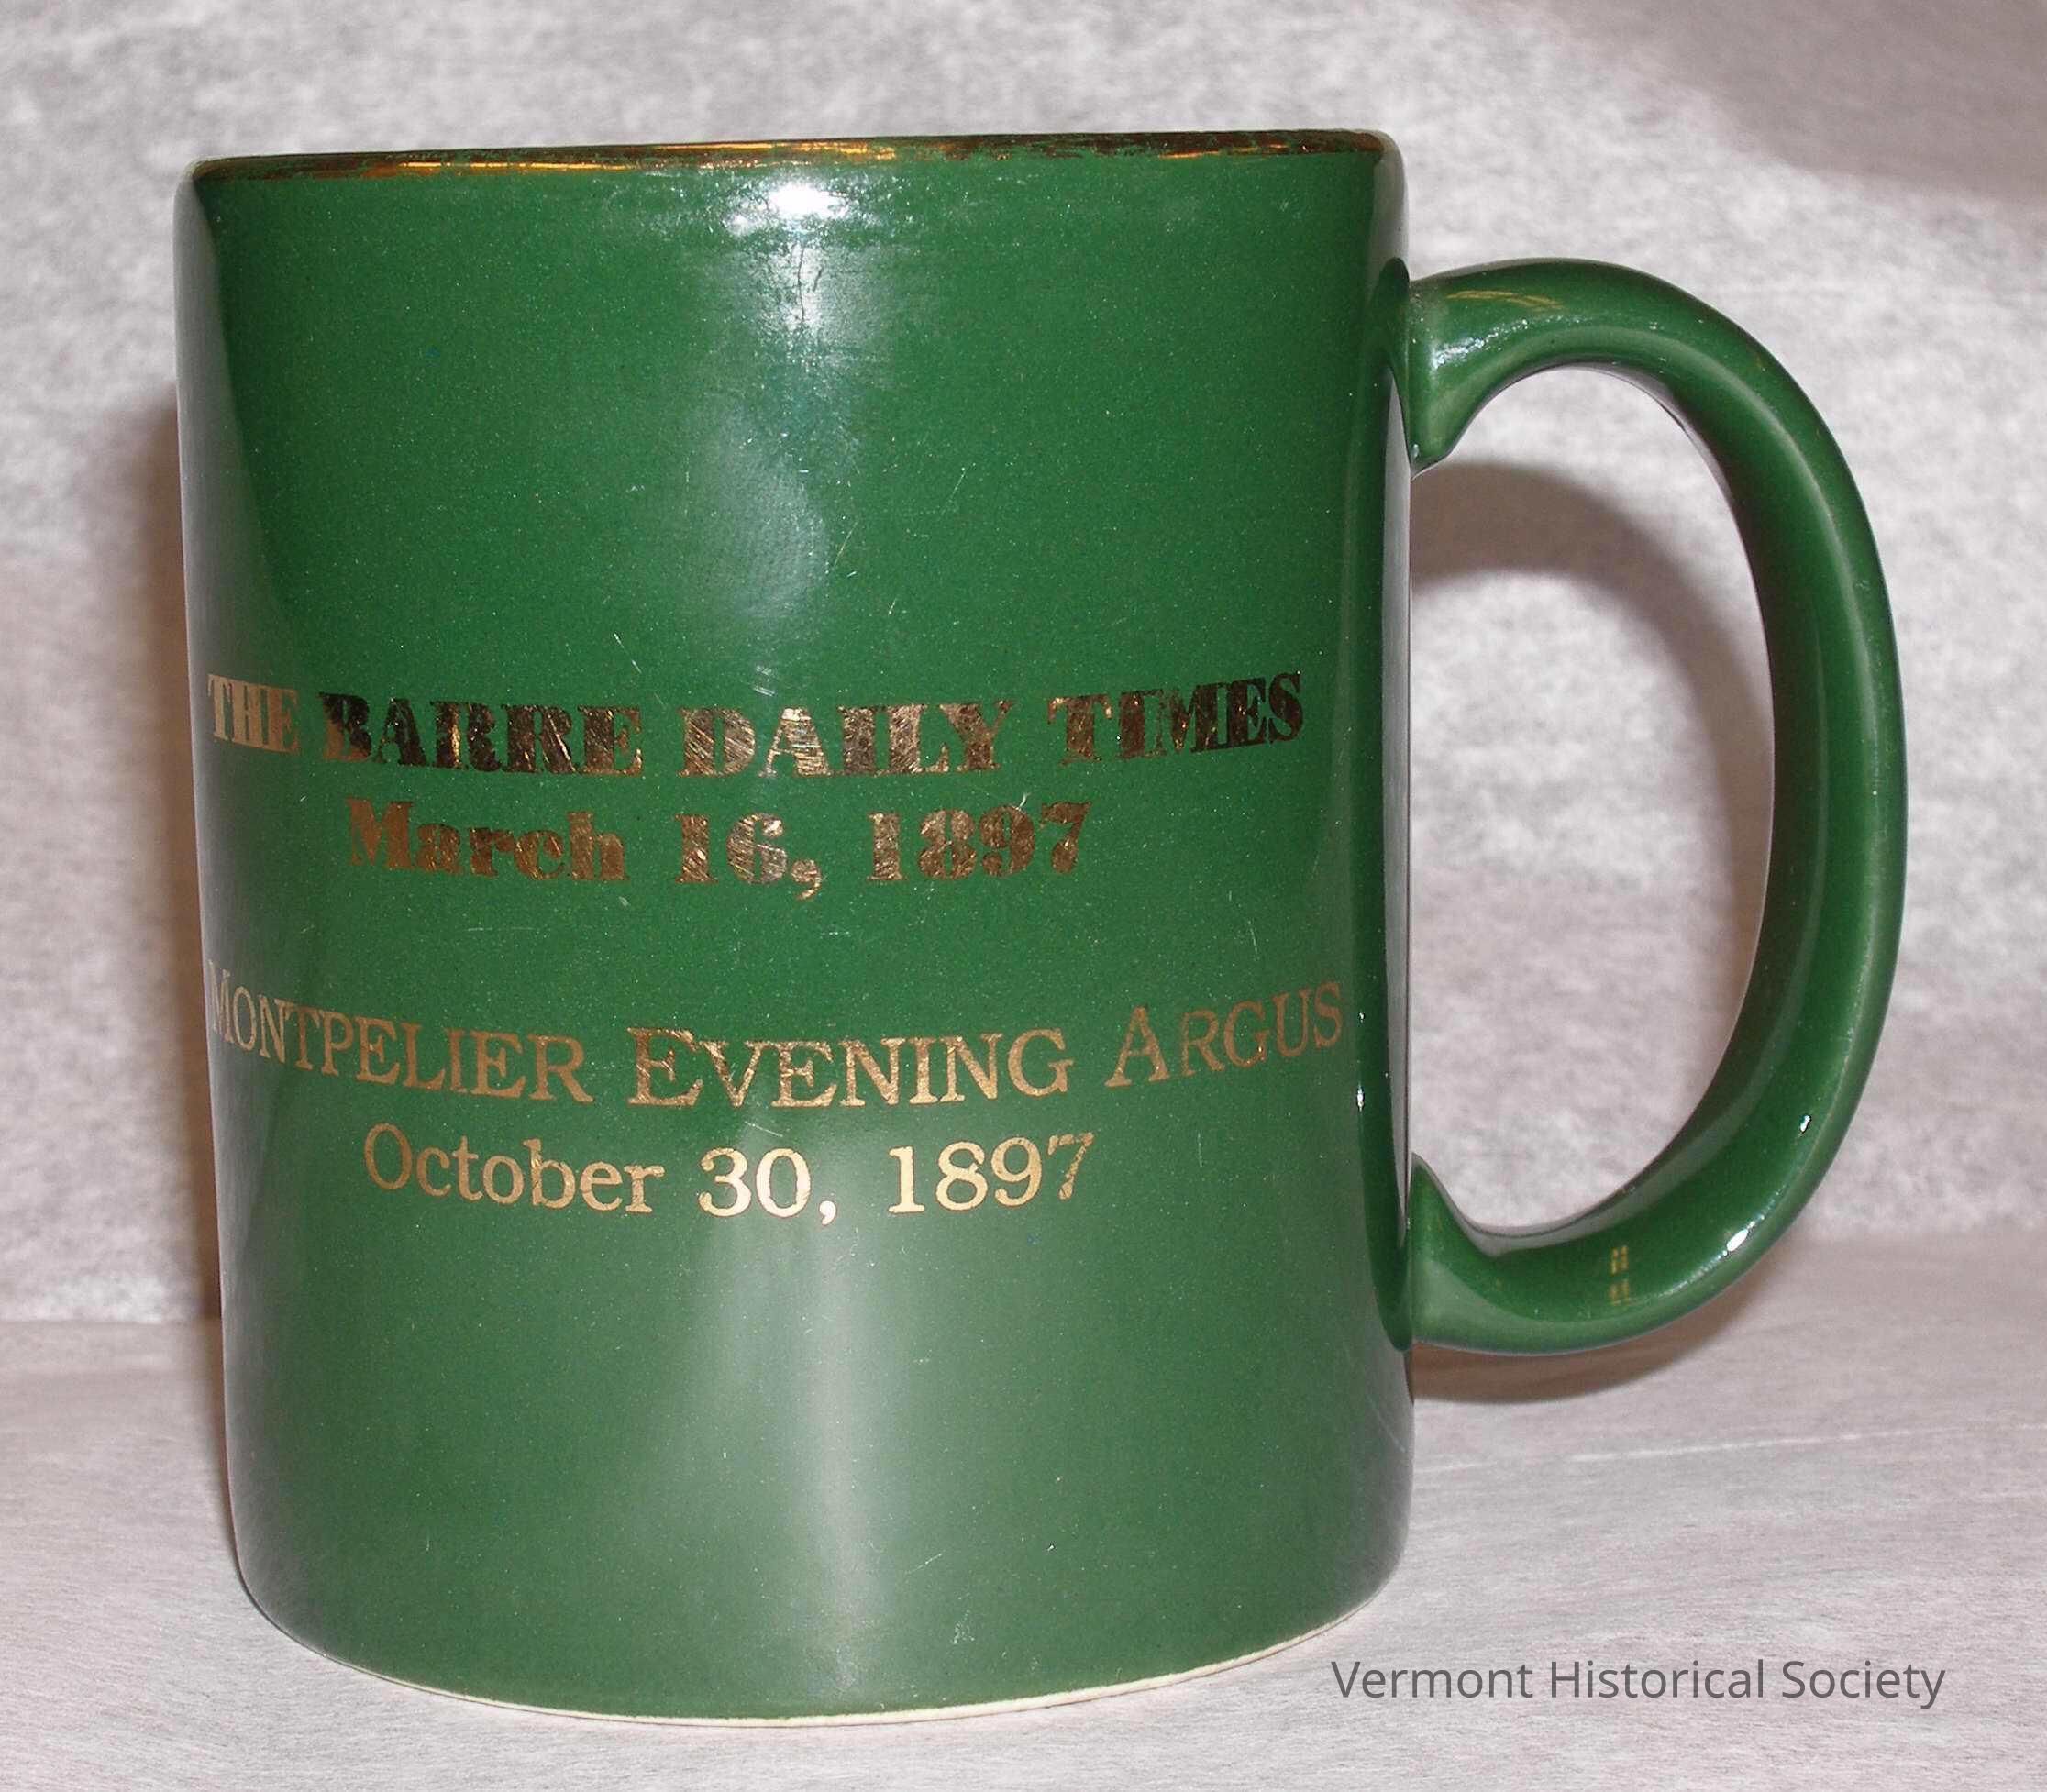 THE BARRE DAILY TIMES
March 16, 1897
MONTPELIER EVENING ARGUS
October 30, 1897
Vermont Historical Society